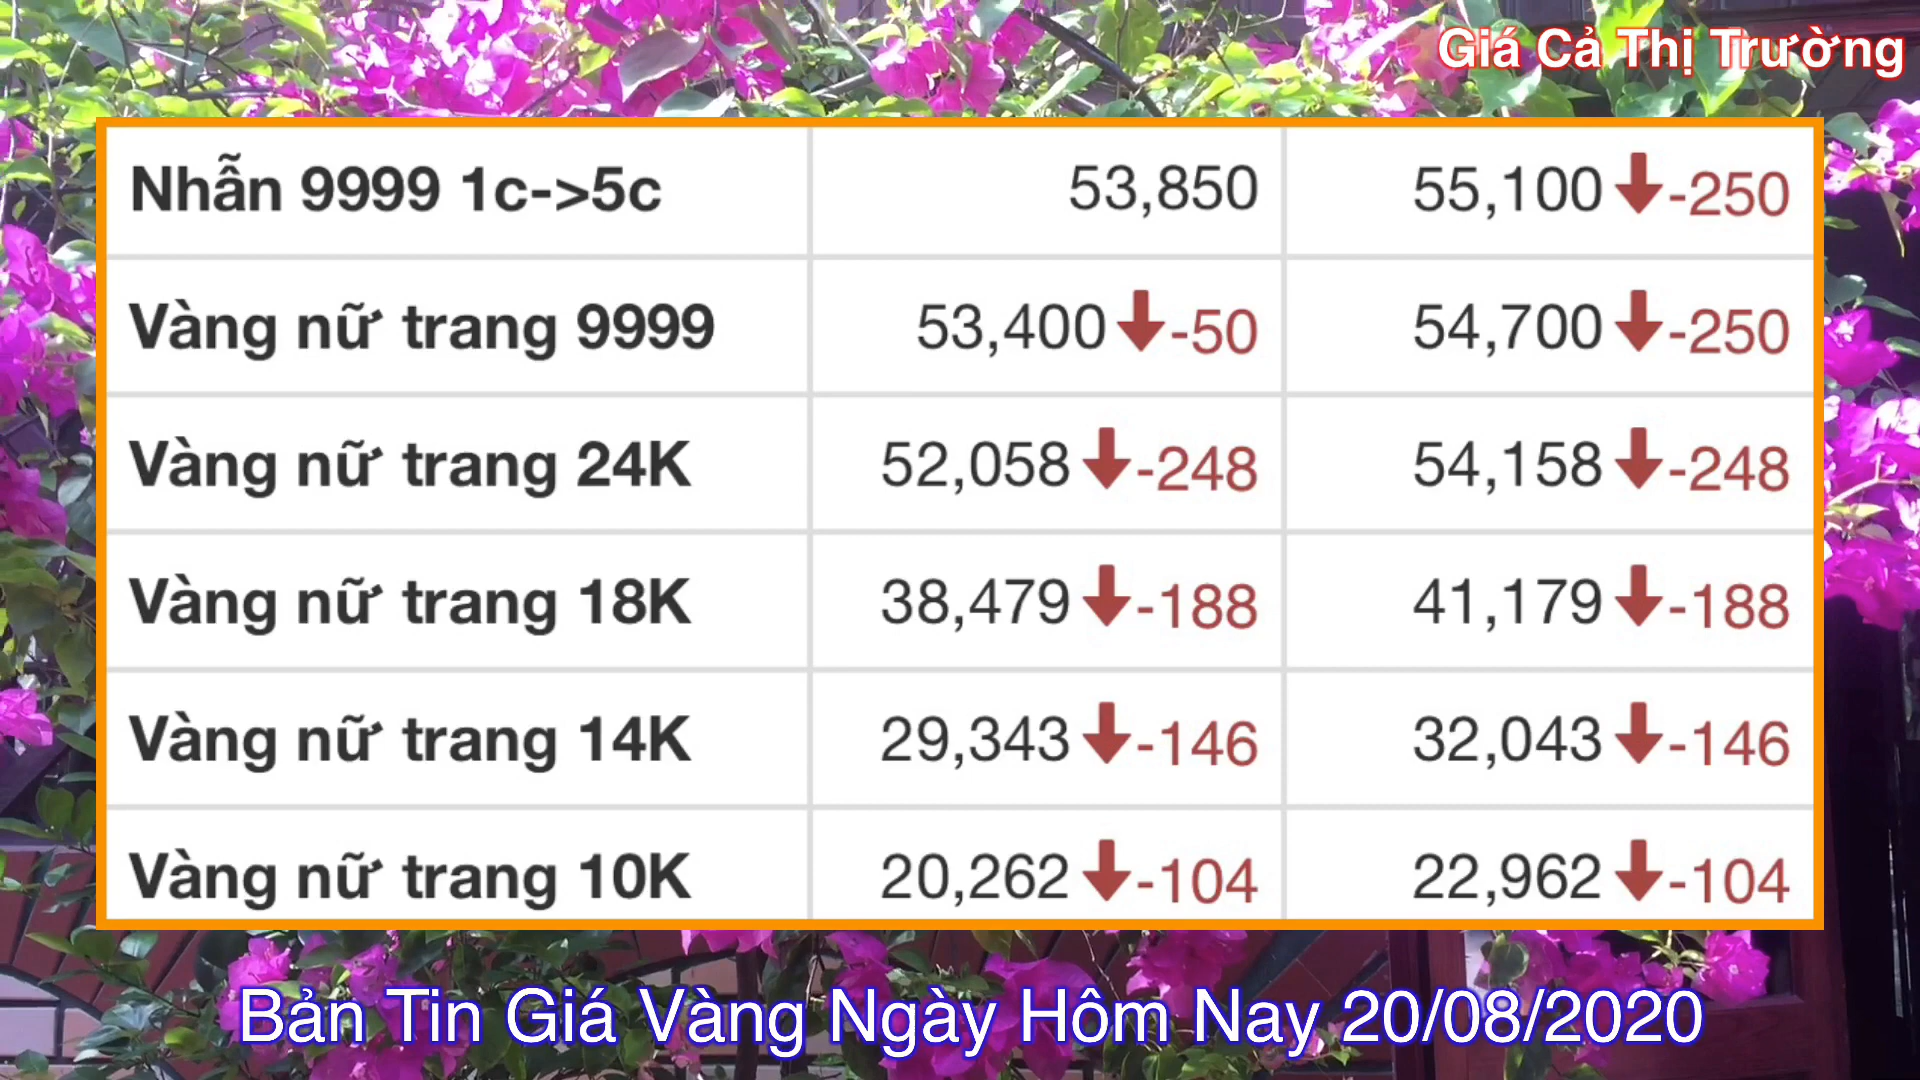 Giá Cả Thị Trường
Nhẫn 9999 1c->5c 53,850 55,100 -250
Vàng nữ trang 9999 53,400 -50 54,700 -250
Vàng nữ trang 24K 52,058 -248 54,158 -248
Vàng nữ trang 18K 38,479 -188 41,179 -188
Vàng nữ trang 14K 29,343 -146 32,043 -146
Vàng nữ trang 10K 20,262 -104 22,962 -104
Bản Tin Giá Vàng Ngày Hôm Nay 20/08/2020